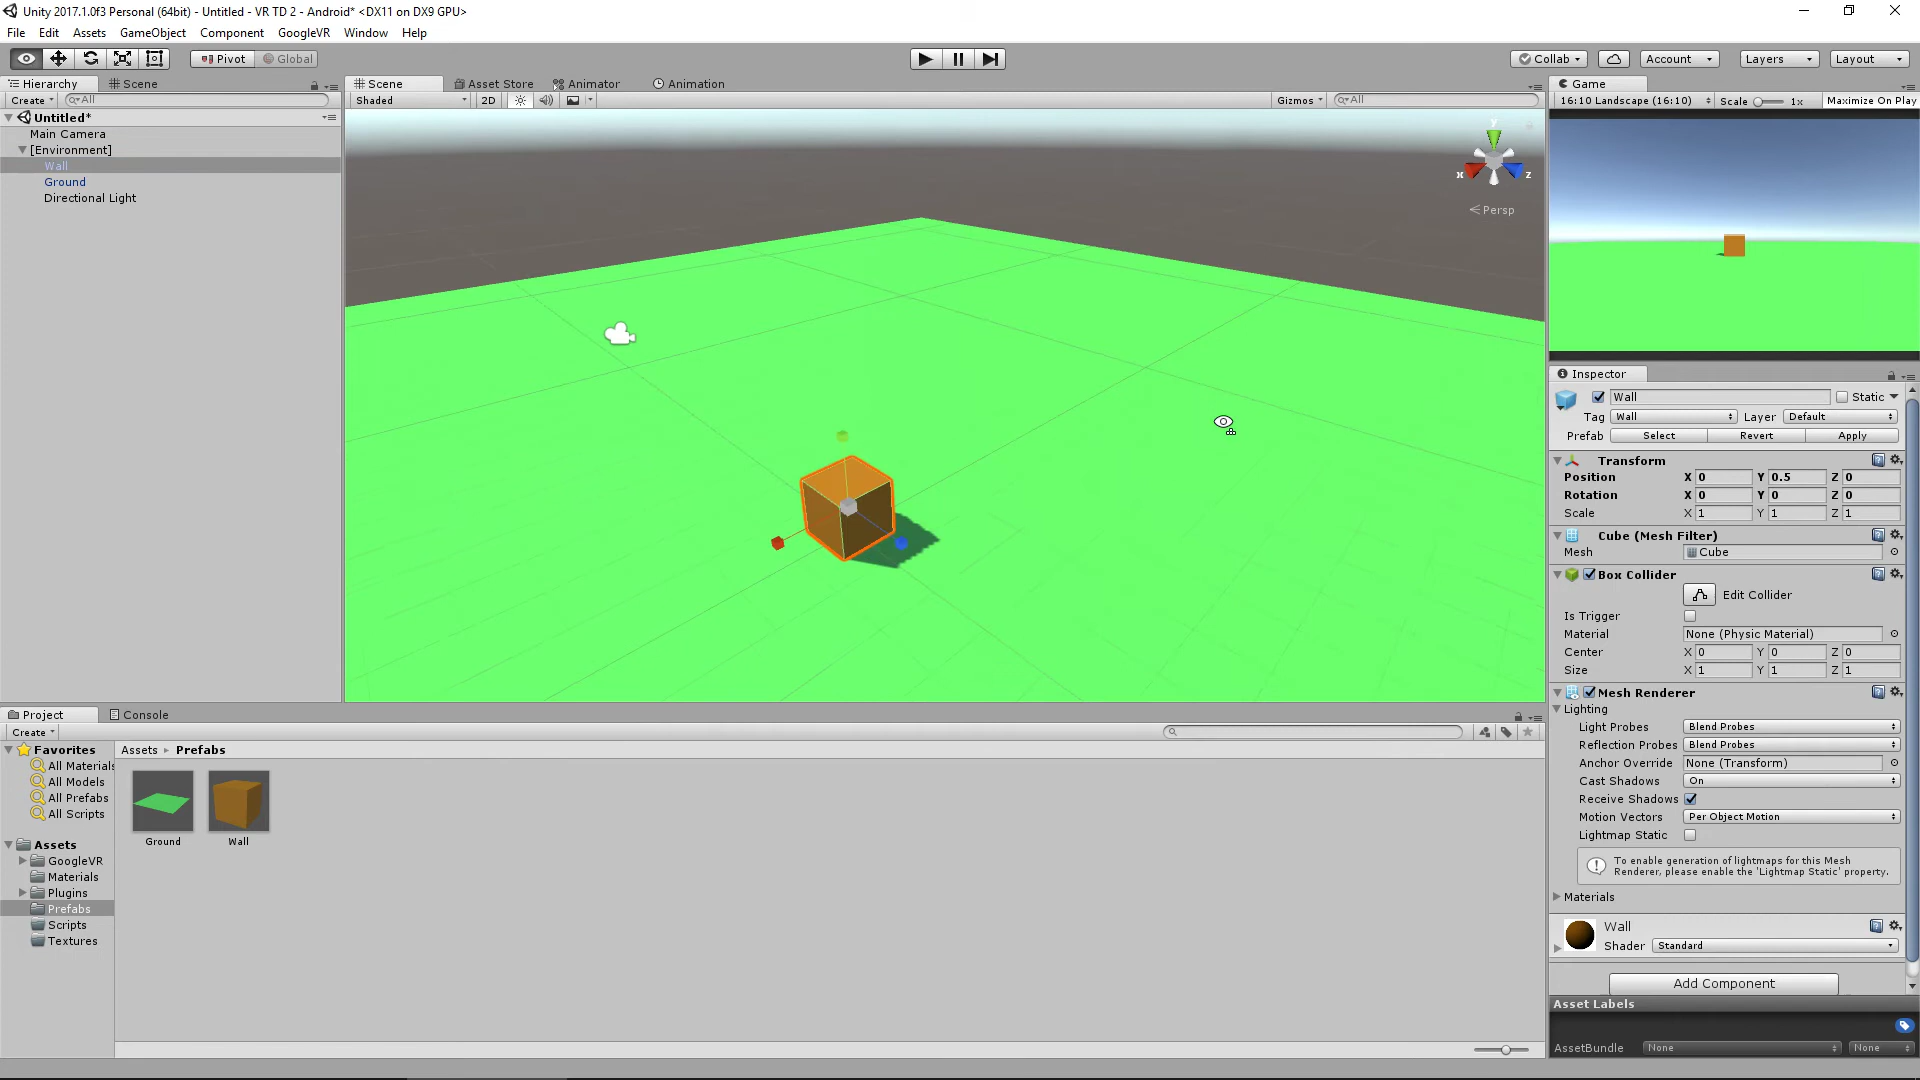 Unity 2017.1.0f3 Personal (64bit) - Untitled - VR TD 2 - Android* <DX11 on DX9 GPU>
File Edit Assets GameObject Component GoogleVR Window Help
Pivot Global Collab Account Layers Layout
Hierarchy Scene
Create All
Untitled*
Main Camera
[Environment]
Wall
Ground
Directional Light
Scene Asset Store Animator Animation
Shaded 2D Gizmos All
y
x z
Persp
Game
16:10 Landscape (16:10) Scale 1x Maximize On Play
Inspector
Wall Static
Tag Wall Layer Default
Prefab Select Revert Apply
Transform
Position X 0 Y 0.5 Z 0
Rotation X 0 Y 0 Z 0
Scale X 1 Y 1 Z 1
Cube (Mesh Filter)
Mesh Cube
Box Collider
Edit Collider
Is Trigger
Material None (Physic Material)
Center X 0 Y 0 Z 0
Size X 1 Y 1 Z 1
Mesh Renderer
Lighting
Light Probes Blend Probes
Reflection Probes Blend Probes
Anchor Override None (Transform)
Cast Shadows On
Receive Shadows
Motion Vectors Per Object Motion
Lightmap Static
To enable generation of lightmaps for this Mesh
Renderer, please enable the 'Lightmap Static' property.
Materials
Wall
Shader Standard
Add Component
Asset Labels
AssetBundle None None
Project Console
Create
Favorites
All Materials
All Models
All Prefabs
All Scripts
Assets
GoogleVR
Materials
Plugins
Prefabs
Scripts
Textures
Assets Prefabs
Ground Wall